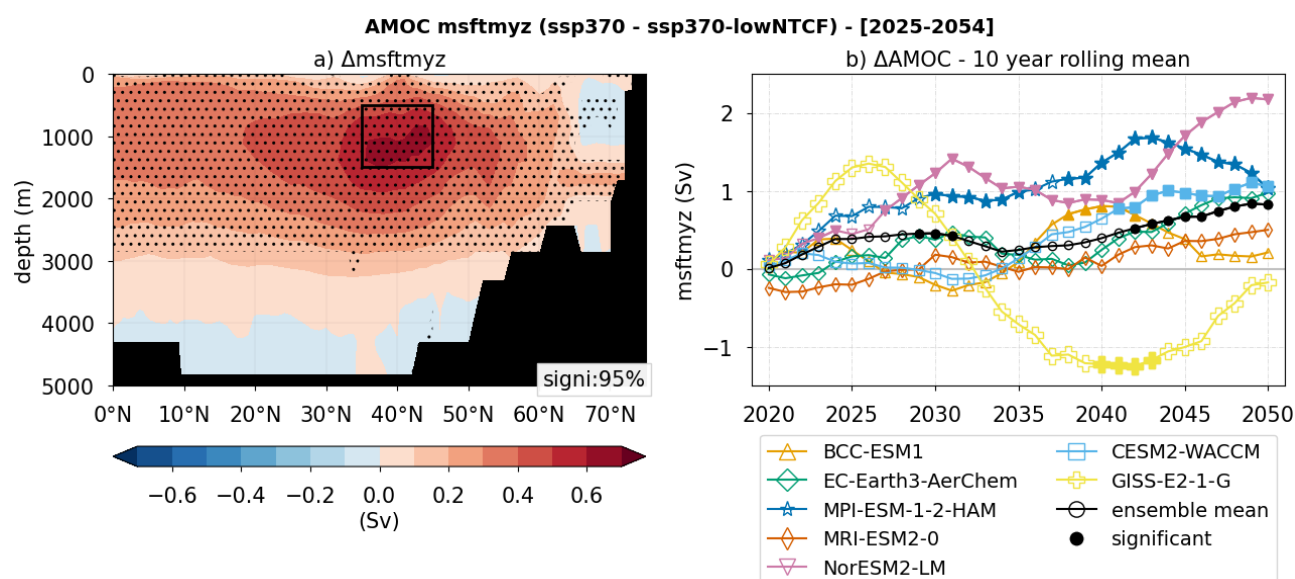 AMOC msftmyz (ssp370 - ssp370-lowNTCF) - [2025-2054]
a) Δmsftmyz
0
1000
2000
3000
4000
5000
depth (m)
signi:95%
0°N 10°N 20°N 30°N 40°N 50°N 60°N 70°N
−0.6 −0.4 −0.2 0.0 0.2 0.4 0.6
(Sv)
b) ΔAMOC - 10 year rolling mean
2
1
0
−1
msftmyz (Sv)
2020 2025 2030 2035 2040 2045 2050
BCC-ESM1
EC-Earth3-AerChem
MPI-ESM-1-2-HAM
MRI-ESM2-0
NorESM2-LM
CESM2-WACCM
GISS-E2-1-G
ensemble mean
significant